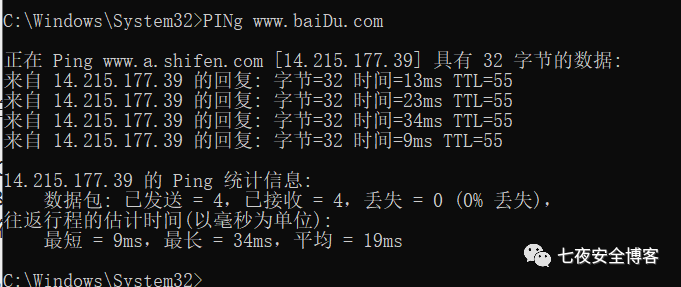 C:\Windows\System32>PINg www.baiDu.com
正在 Ping www.a.shifen.com [14.215.177.39] 具有 32 字节的数据:
来自 14.215.177.39 的回复: 字节=32 时间=13ms TTL=55
来自 14.215.177.39 的回复: 字节=32 时间=23ms TTL=55
来自 14.215.177.39 的回复: 字节=32 时间=34ms TTL=55
来自 14.215.177.39 的回复: 字节=32 时间=9ms TTL=55
14.215.177.39 的 Ping 统计信息:
数据包: 已发送 = 4，已接收 = 4，丢失 = 0 (0% 丢失)，
往返行程的估计时间(以毫秒为单位):
最短 = 9ms，最长 = 34ms，平均 = 19ms
七夜安全博客
C:\Windows\System32>